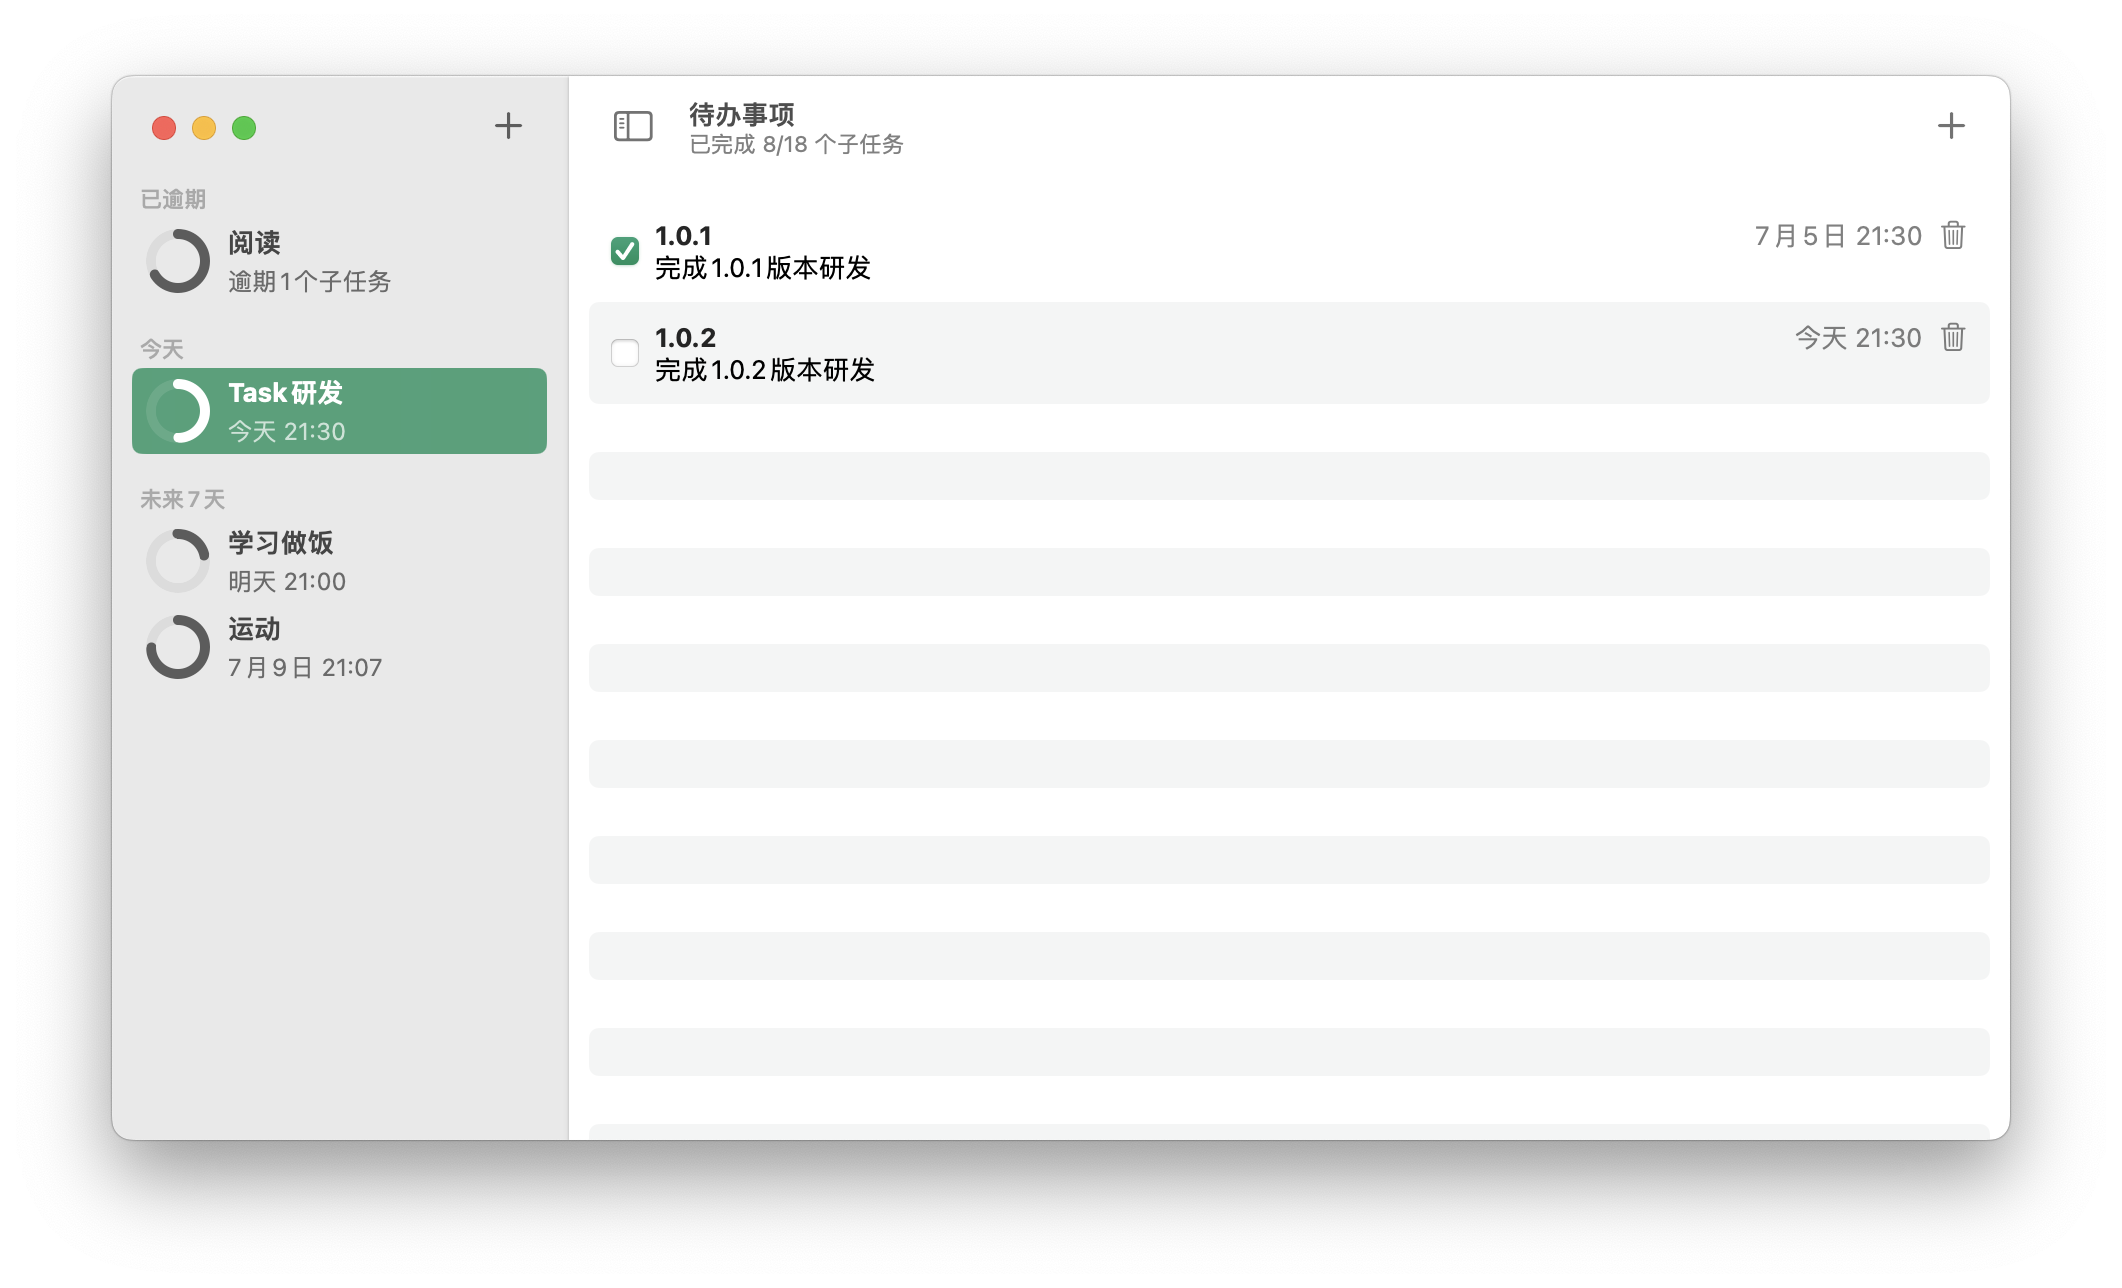 已逾期
阅读
逾期1个子任务
今天
Task研发
今天 21:30
未来7天
学习做饭
明天 21:00
运动
7月9日 21:07
待办事项
已完成 8/18 个子任务
1.0.1
7月5日 21:30
完成1.0.1版本研发
1.0.2
今天 21:30
完成1.0.2版本研发